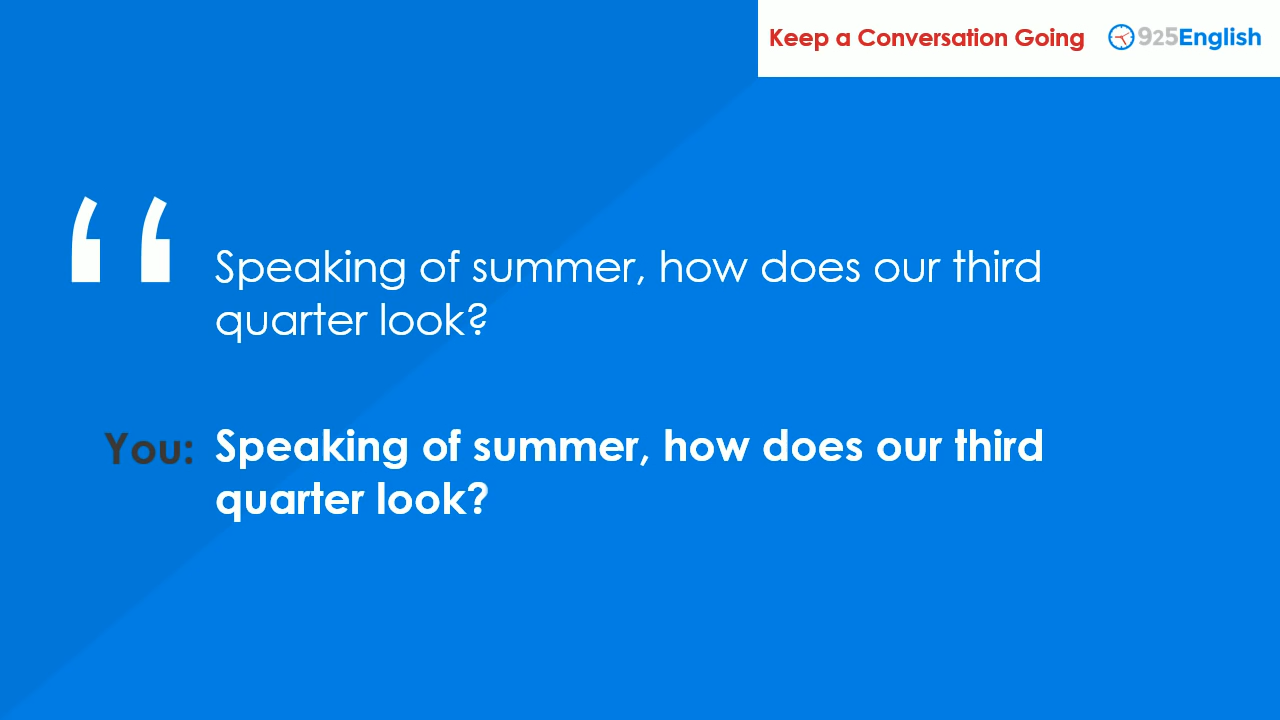 Keep a Conversation Going 925English
“ Speaking of summer, how does our third
quarter look?
You: Speaking of summer, how does our third
quarter look?